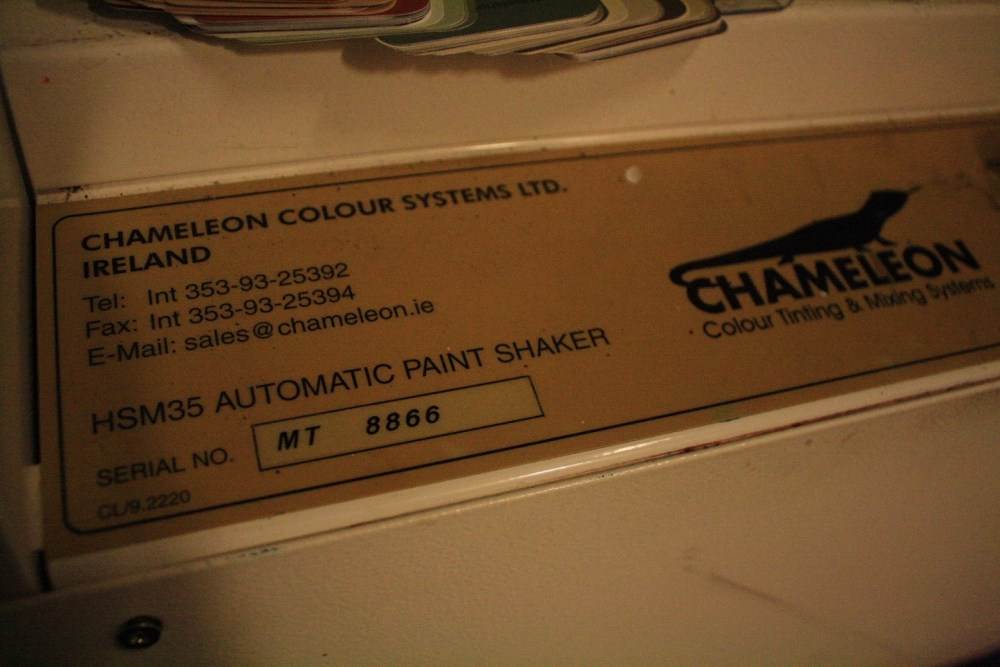 CHAMELEON COLOUR SYSTEMS LTD.
IRELAND
Tel: Int 353-93-25392
Fax: Int 353-93-25394
E-Mail: sales@chameleon.ie
HSM35 AUTOMATIC PAINT SHAKER
SERIAL NO. MT 8866
CL/9.2220
CHAMELEON
Colour Tinting & Mixing Systems